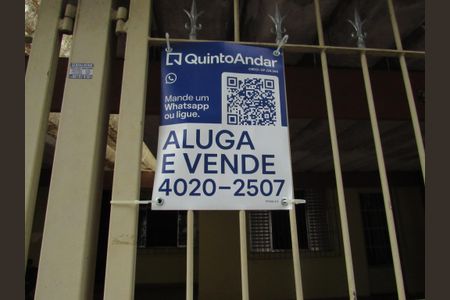 QuintoAndar
Mande um
Whatsapp
ou ligue.
ALUGA
E VENDE
4020-2507